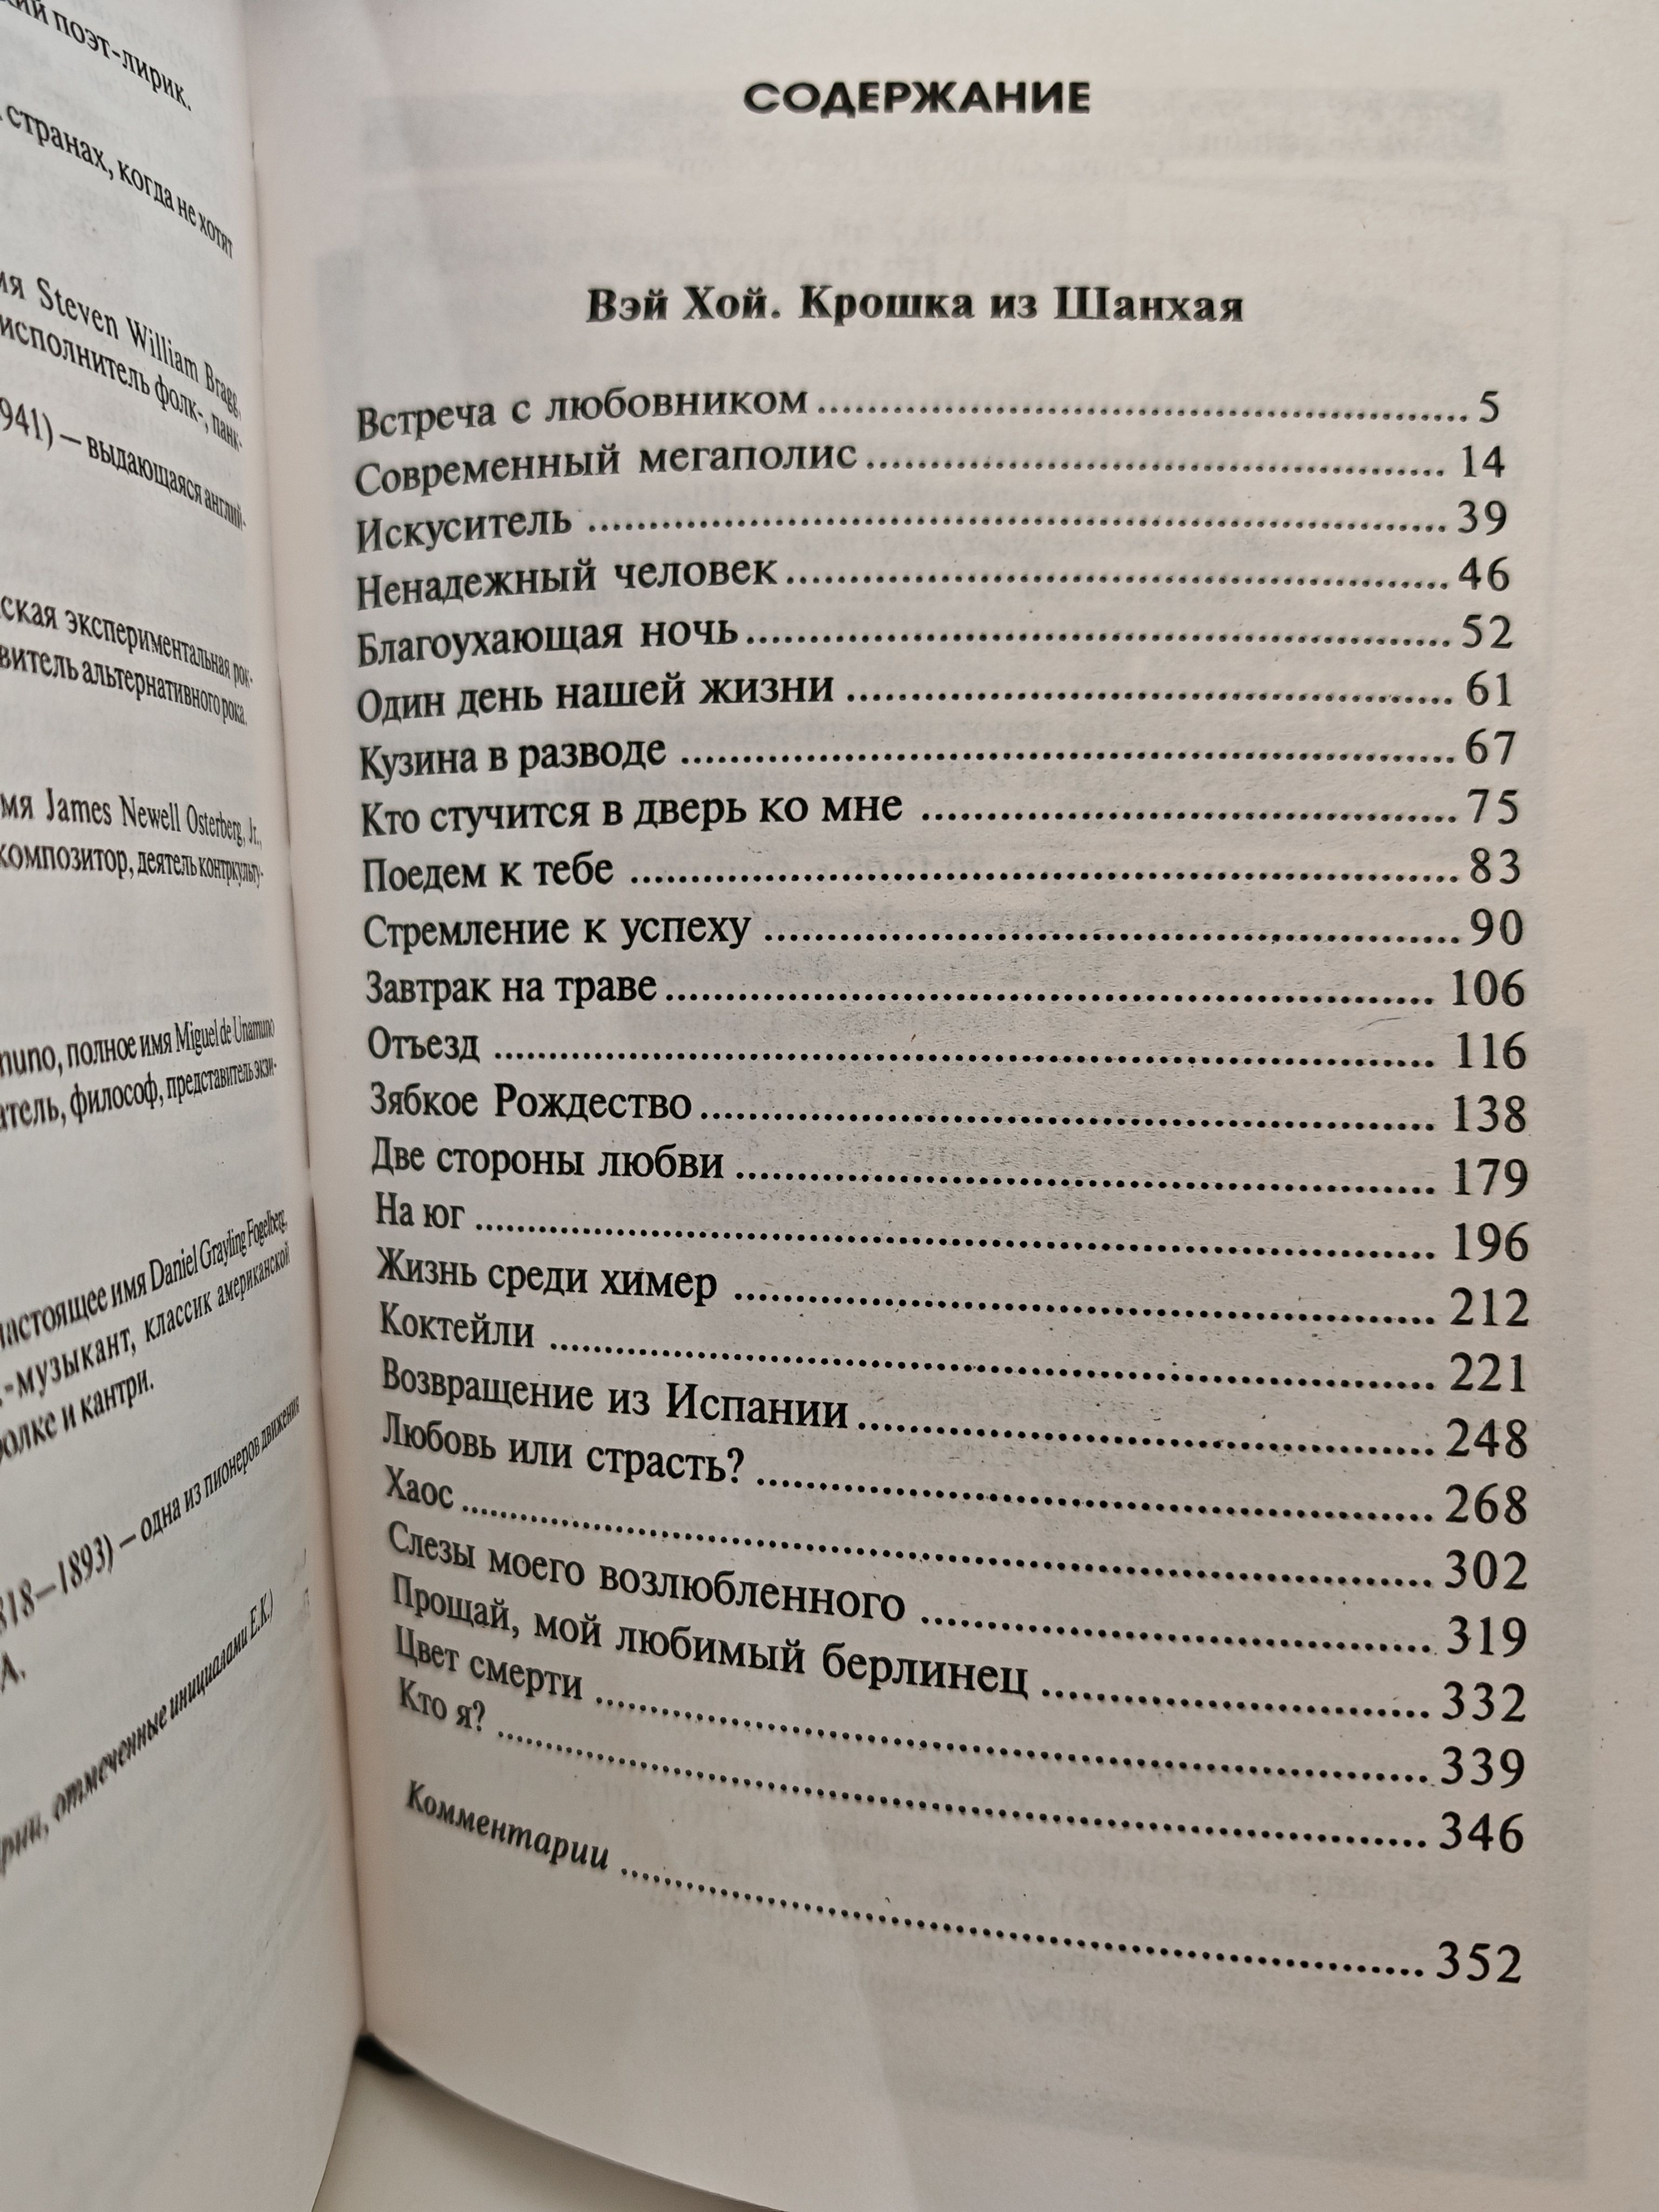 поэт-лирик.
странах, когда не хотят
Steven William Bragg,
исполнитель фолк-, панк-
941) — выдающаяся англий-
ская экспериментальная рок-
витель альтернативного рока.
мя James Newell Osterberg, Jr.,
композитор, деятель контркульту-
nuno, полное имя Miguel de Unamuno
атель, философ, представитель экзи-
настоящее имя Daniel Grayling Fogelberg,
-музыкант, классик американской
фолке и кантри.
818—1893) — одна из пионеров движения
А.
отмеченные инициалами Е.К.)
СОДЕРЖАНИЕ
Вэй Хой. Крошка из Шанхая
Встреча с любовником 5
Современный мегаполис 14
Искуситель 39
Ненадежный человек 46
Благоухающая ночь 52
Один день нашей жизни 61
Кузина в разводе 67
Кто стучится в дверь ко мне 75
Поедем к тебе 83
Стремление к успеху 90
Завтрак на траве 106
Отъезд 116
Зябкое Рождество 138
Две стороны любви 179
На юг 196
Жизнь среди химер 212
Коктейли 221
Возвращение из Испании 248
Любовь или страсть? 268
Хаос 302
Слезы моего возлюбленного 319
Прощай, мой любимый берлинец 332
Цвет смерти 339
Кто я? 346
Комментарии 352